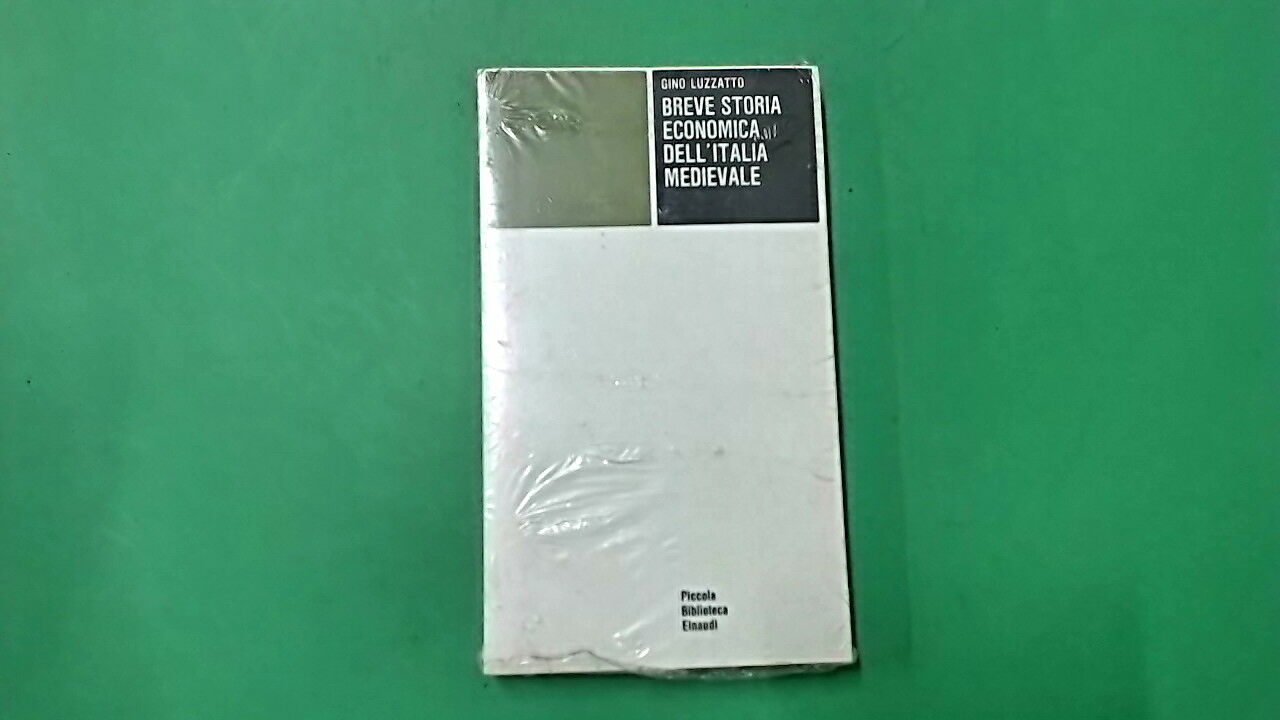 GINO LUZZATTO
BREVE STORIA
ECONOMICA
DELL'ITALIA
MEDIEVALE
Piccola
Biblioteca
Einaudi